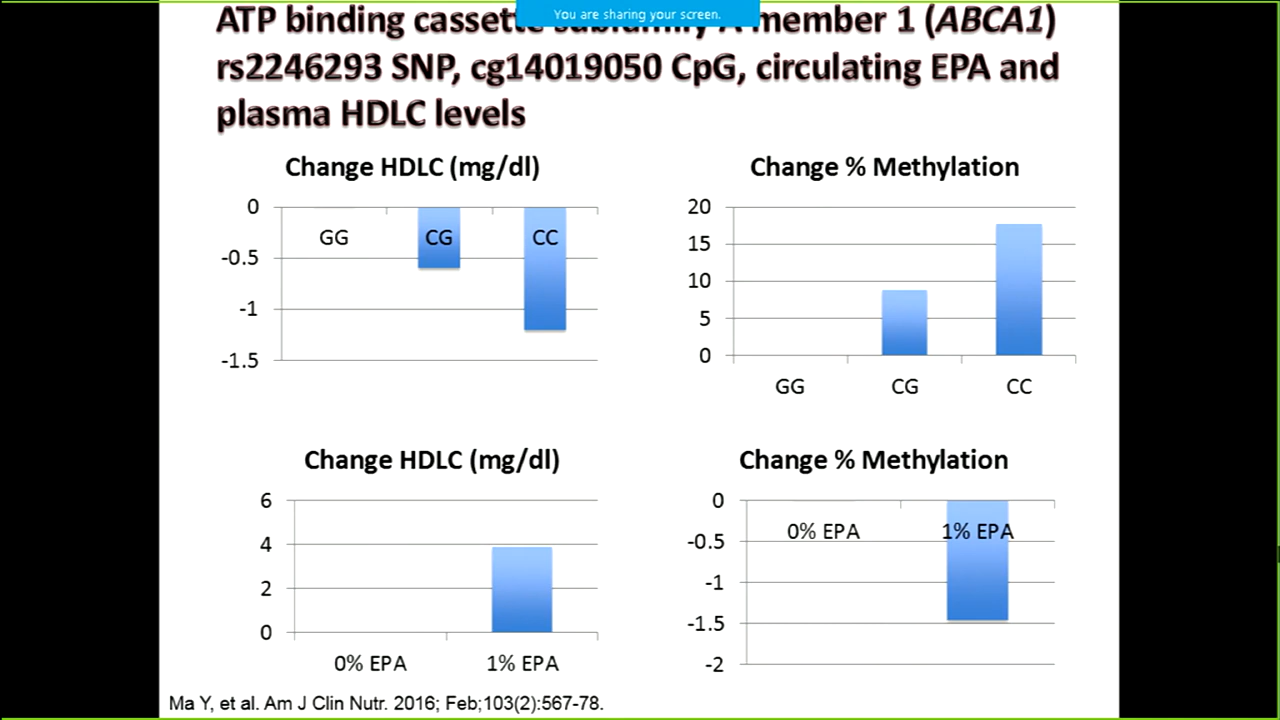 You are sharing your screen.
ATP binding cassette subfamily A member 1 (ABCA1)
rs2246293 SNP, cg14019050 CpG, circulating EPA and
plasma HDLC levels
Change HDLC (mg/dl)
0
-0.5
-1
-1.5
GG CG CC
Change % Methylation
20
15
10
5
0
GG CG CC
Change HDLC (mg/dl)
6
4
2
0
0% EPA 1% EPA
Change % Methylation
0
-0.5
-1
-1.5
-2
0% EPA 1% EPA
Ma Y, et al. Am J Clin Nutr. 2016; Feb;103(2):567-78.